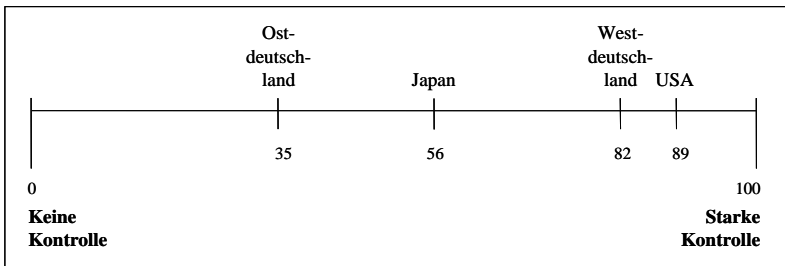 Ost-
deutsch-
land
Japan
West-
deutsch-
land
USA
35
56
82
89
0
100
Keine
Kontrolle
Starke
Kontrolle